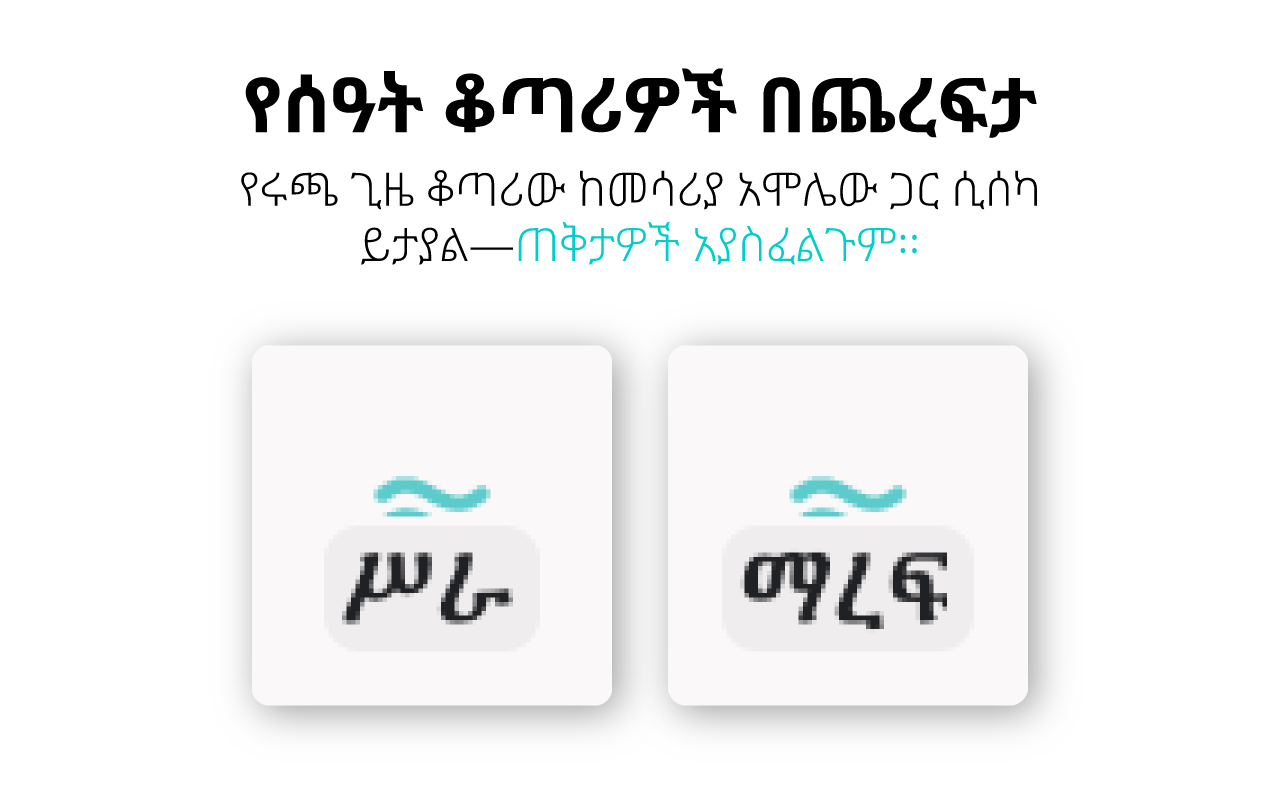 የሰዓት ቆጣሪዎች በጨረፍታ
የሩጫ ጊዜ ቆጣሪው ከመሳሪያ አሞሌው ጋር ሲሰካ
ይታያል—ጠቅታዎች አያስፈልጉም።
ሥራ
ማረፍ